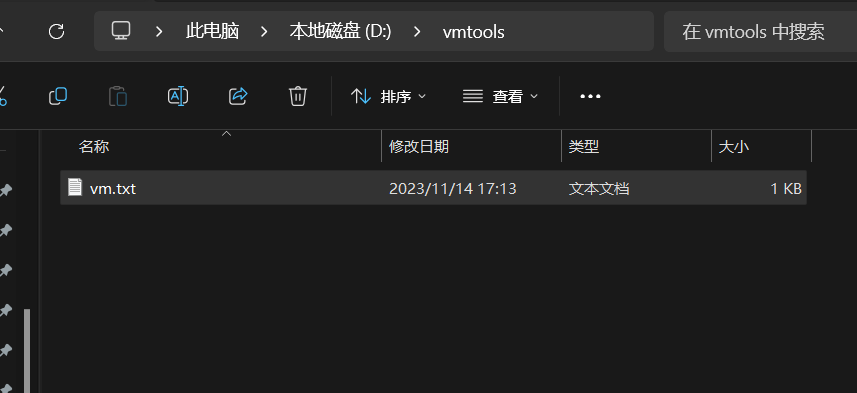 此电脑 本地磁盘 (D:) vmtools 在 vmtools 中搜索
排序 查看
名称 修改日期 类型 大小
vm.txt 2023/11/14 17:13 文本文档 1 KB